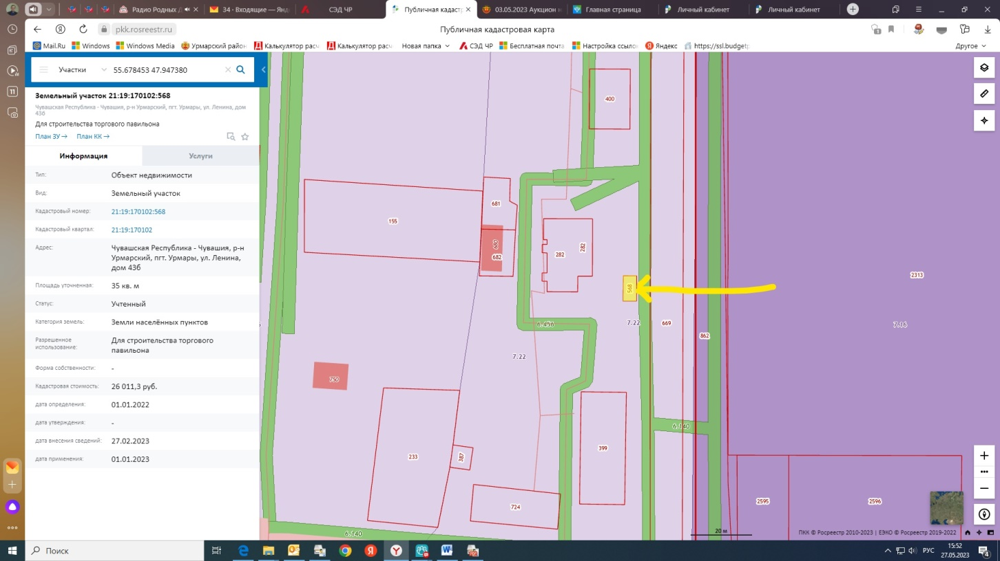 Радио Родных Д
34 · Входящие — Янд
СЭД ЧР
Публичная кадастр
03.05.2023 Аукцион н
Главная страница
Личный кабинет
Личный кабинет
pkk.rosreestr.ru
Публичная кадастровая карта
Mail.Ru
Windows
Windows Media
Урмарский район
Калькулятор расч
Калькулятор расч
Новая папка
СЭД ЧР
Бесплатная почта
Настройка ссылок
Яндекс
https://ssl.budgetp
Другое
11
Участки
55.678453 47.947380
Земельный участок 21:19:170102:568
Чувашская Республика - Чувашия, р-н Урмарский, пгт. Урмары, ул. Ленина, дом
43б
Для строительства торгового павильона
План ЗУ →
План КК →
Информация
Услуги
Тип:
Объект недвижимости
Вид:
Земельный участок
Кадастровый номер:
21:19:170102:568
Кадастровый квартал:
21:19:170102
Адрес:
Чувашская Республика - Чувашия, р-н
Урмарский, пгт. Урмары, ул. Ленина,
дом 43б
Площадь уточненная:
35 кв. м
Статус:
Учтенный
Категория земель:
Земли населённых пунктов
Разрешенное
использование:
Для строительства торгового
павильона
Форма собственности:
-
Кадастровая стоимость:
26 011,3 руб.
дата определения:
01.01.2022
дата утверждения:
-
дата внесения сведений:
27.02.2023
дата применения:
01.01.2023
400
681
155
680
682
282
282
568
2313
6.456
7.22
669
7.16
862
7.22
750
6.140
399
233
387
724
2595
2596
6.140
20 м
ПКК © Росреестр 2010-2023 | ЕЭКО © Росреестр 2019-2022
Поиск
РУС
15:52
27.05.2023
4